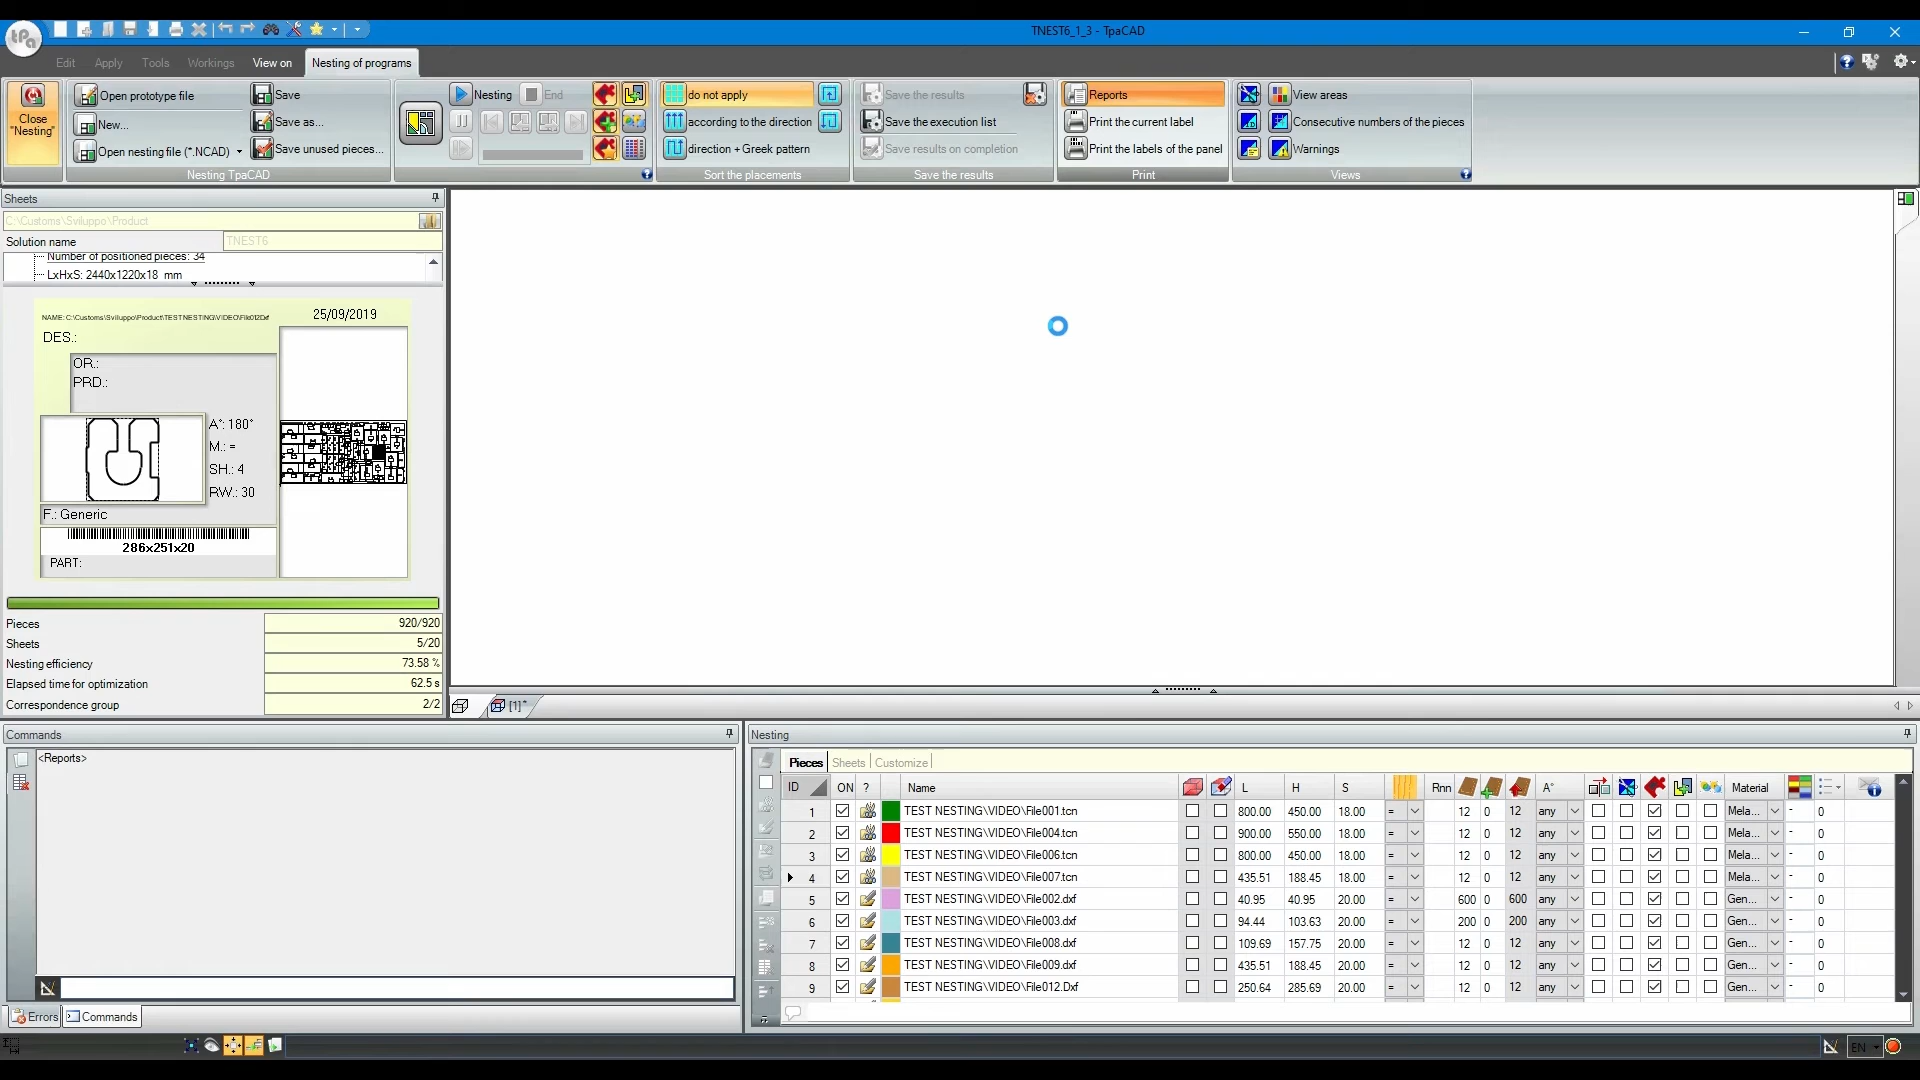 TNEST6_1_3 - TpaCAD
tpa
Edit Apply Tools Workings View on Nesting of programs
Close "Nesting"
Open prototype file
New...
Open nesting file (*.NCAD)
Save
Save as...
Save unused pieces...
Nesting TpaCAD
Nesting End
do not apply
according to the direction
direction + Greek pattern
Sort the placements
Save the results
Save the execution list
Save results on completion
Save the results
Reports
Print the current label
Print the labels of the panel
Print
View areas
Consecutive numbers of the pieces
Warnings
Views
Sheets
C:\Customs\Sviluppo\Product
Solution name TNEST6
Number of positioned pieces: 34
LxHxS: 2440x1220x18 mm
NAME: C:\Customs\Sviluppo\Product\TEST NESTING\VIDEO\File012.Dxf
25/09/2019
DES.:
OR.:
PRD.:
A°: 180°
M.: =
SH.: 4
RW.: 30
F.: Generic
286x251x20
PART:
Pieces 920/920
Sheets 5/20
Nesting efficiency 73.58 %
Elapsed time for optimization 62.5 s
Correspondence group 2/2
[1]*
Commands
<Reports>
Errors Commands
Nesting
Pieces Sheets Customize
ID ON ? Name L H S Rnn A° Material
1 TEST NESTING\VIDEO\File001.tcn 800.00 450.00 18.00 = 12 0 12 any Mela... - 0
2 TEST NESTING\VIDEO\File004.tcn 900.00 550.00 18.00 = 12 0 12 any Mela... - 0
3 TEST NESTING\VIDEO\File006.tcn 800.00 450.00 18.00 = 12 0 12 any Mela... - 0
4 TEST NESTING\VIDEO\File007.tcn 435.51 188.45 18.00 = 12 0 12 any Mela... - 0
5 TEST NESTING\VIDEO\File002.dxf 40.95 40.95 20.00 = 600 0 600 any Gen... - 0
6 TEST NESTING\VIDEO\File003.dxf 94.44 103.63 20.00 = 200 0 200 any Gen... - 0
7 TEST NESTING\VIDEO\File008.dxf 109.69 157.75 20.00 = 12 0 12 any Gen... - 0
8 TEST NESTING\VIDEO\File009.dxf 435.51 188.45 20.00 = 12 0 12 any Gen... - 0
9 TEST NESTING\VIDEO\File012.Dxf 250.64 285.69 20.00 = 12 0 12 any Gen... - 0
EN